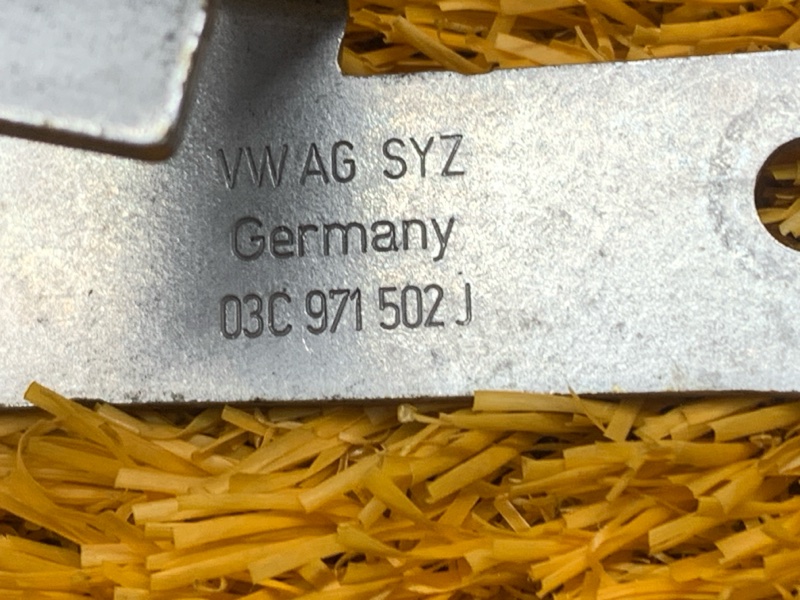 VW AG SYZ
Germany
03C 971 502 J